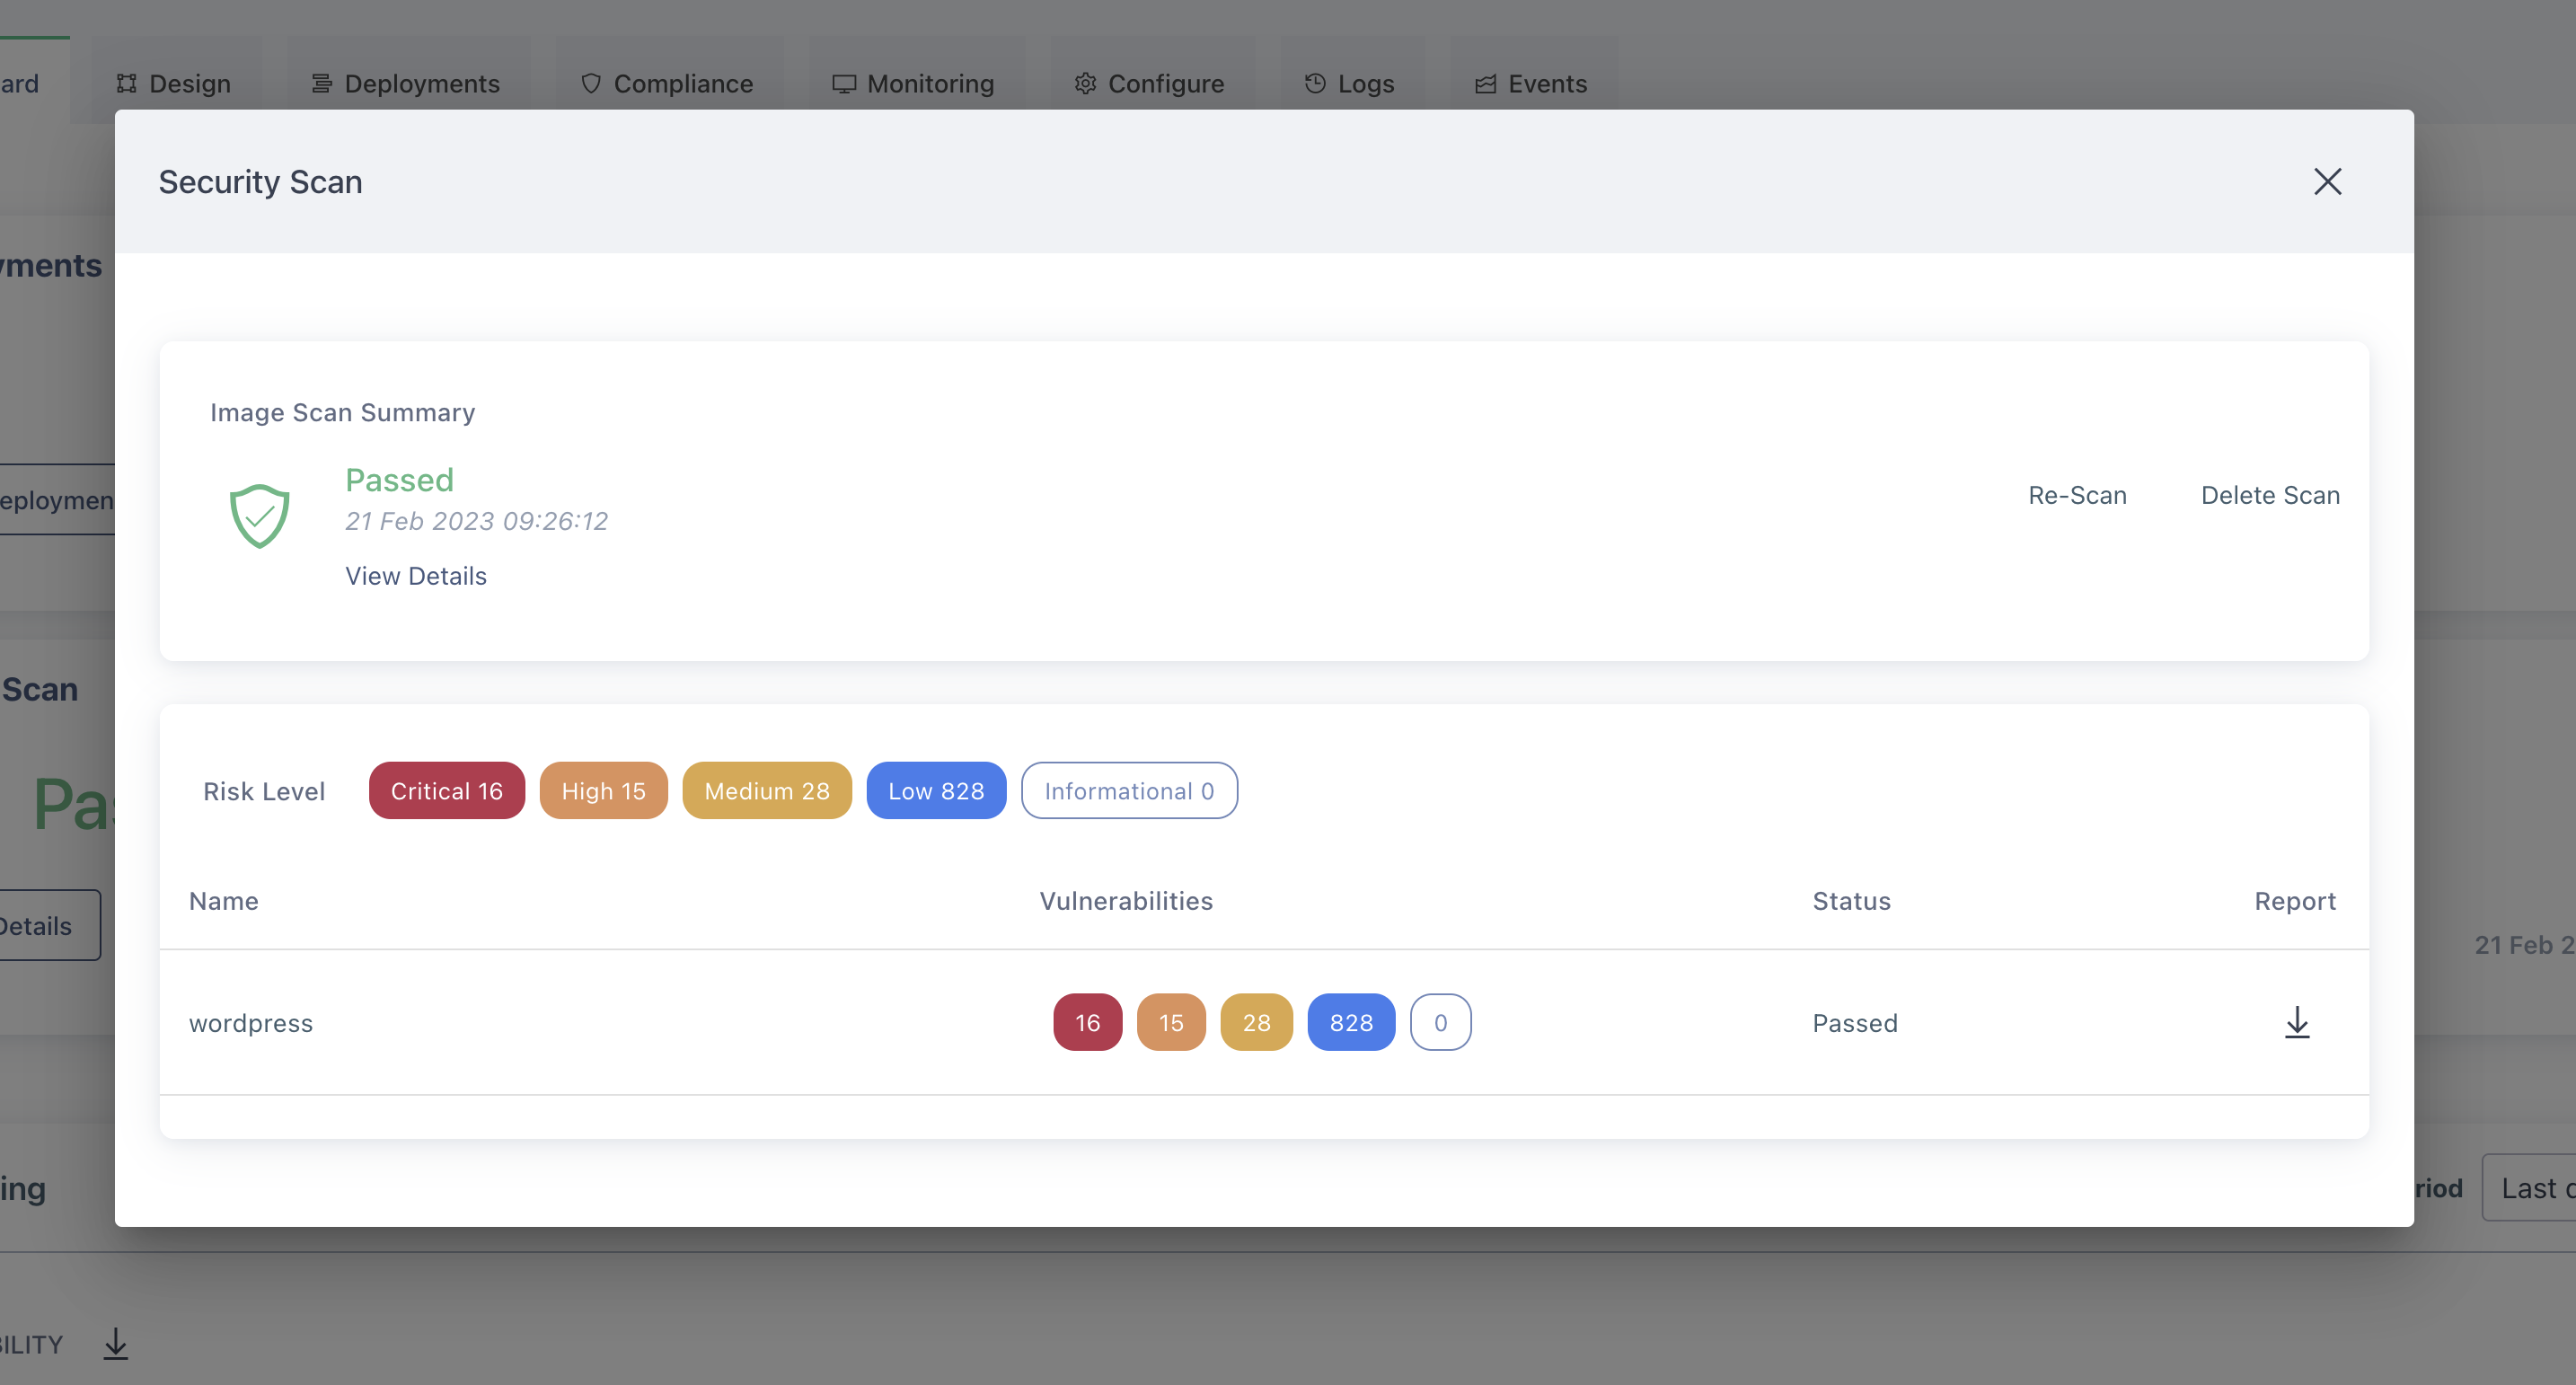 ard Design Deployments Compliance Monitoring Configure Logs Events
Security Scan
yments
Image Scan Summary
Passed
21 Feb 2023 09:26:12
Re-Scan Delete Scan
eploymen
View Details
Scan
Risk Level Critical 16 High 15 Medium 28 Low 828 Informational 0
Pas
Name Vulnerabilities Status Report
Details
21 Feb 2
wordpress 16 15 28 828 0 Passed
ing
riod Last d
BILITY